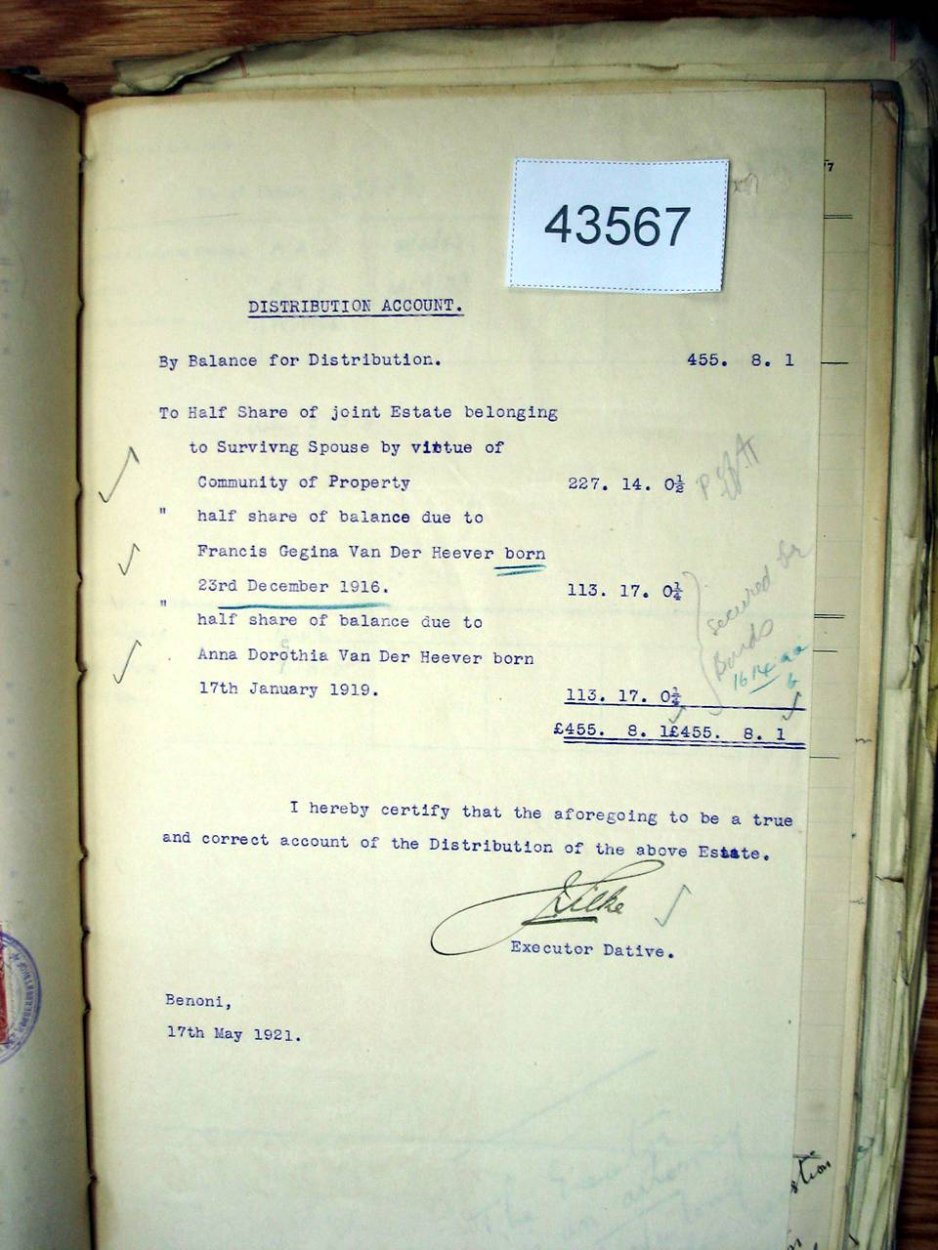 43567
DISTRIBUTION ACCOUNT.
By Balance for Distribution. 455. 8. 1
To Half Share of joint Estate belonging
to Survivng Spouse by virtue of
Community of Property 227. 14. 0½
" half share of balance due to
Francis Gegina Van Der Heever born
23rd December 1916. 113. 17. 0¼
" half share of balance due to
Anna Dorothia Van Der Heever born
17th January 1919. 113. 17. 0¼
secured by
Bonds
£455. 8. 1 £455. 8. 1
I hereby certify that the aforegoing to be a true
and correct account of the Distribution of the above Estate.
Executor Dative.
Benoni,
17th May 1921.